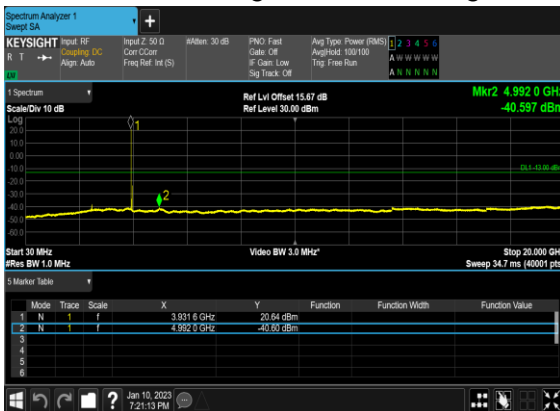 Spectrum Analyzer 1
Swept SA
KEYSIGHT
R T
LV
Input: RF
Coupling: DC
Align: Auto
Input Z: 50 Ω
Corr CCorr
Freq Ref: Int (S)
#Atten: 30 dB
PNO: Fast
Gate: Off
IF Gain: Low
Sig Track: Off
Avg Type: Power (RMS)
Avg|Hold: 100/100
Trig: Free Run
1 2 3 4 5 6
A W W W W W
A N N N N N
1 Spectrum
Scale/Div 10 dB
Ref Lvl Offset 15.67 dB
Ref Level 30.00 dBm
Mkr2 4.992 0 GHz
-40.597 dBm
Log
20.0
10.0
0.00
-10.0
-20.0
-30.0
-40.0
-50.0
-60.0
1
2
DL1 -13.00 dBm
Start 30 MHz
#Res BW 1.0 MHz
Video BW 3.0 MHz*
Stop 20.000 GH
Sweep 34.7 ms (40001 pts
5 Marker Table
Mode Trace Scale X Y Function Function Width Function Value
1 N 1 f 3.931 6 GHz 20.64 dBm
2 N 1 f 4.992 0 GHz -40.60 dBm
3
4
5
6
?
Jan 10, 2023
7:21:13 PM